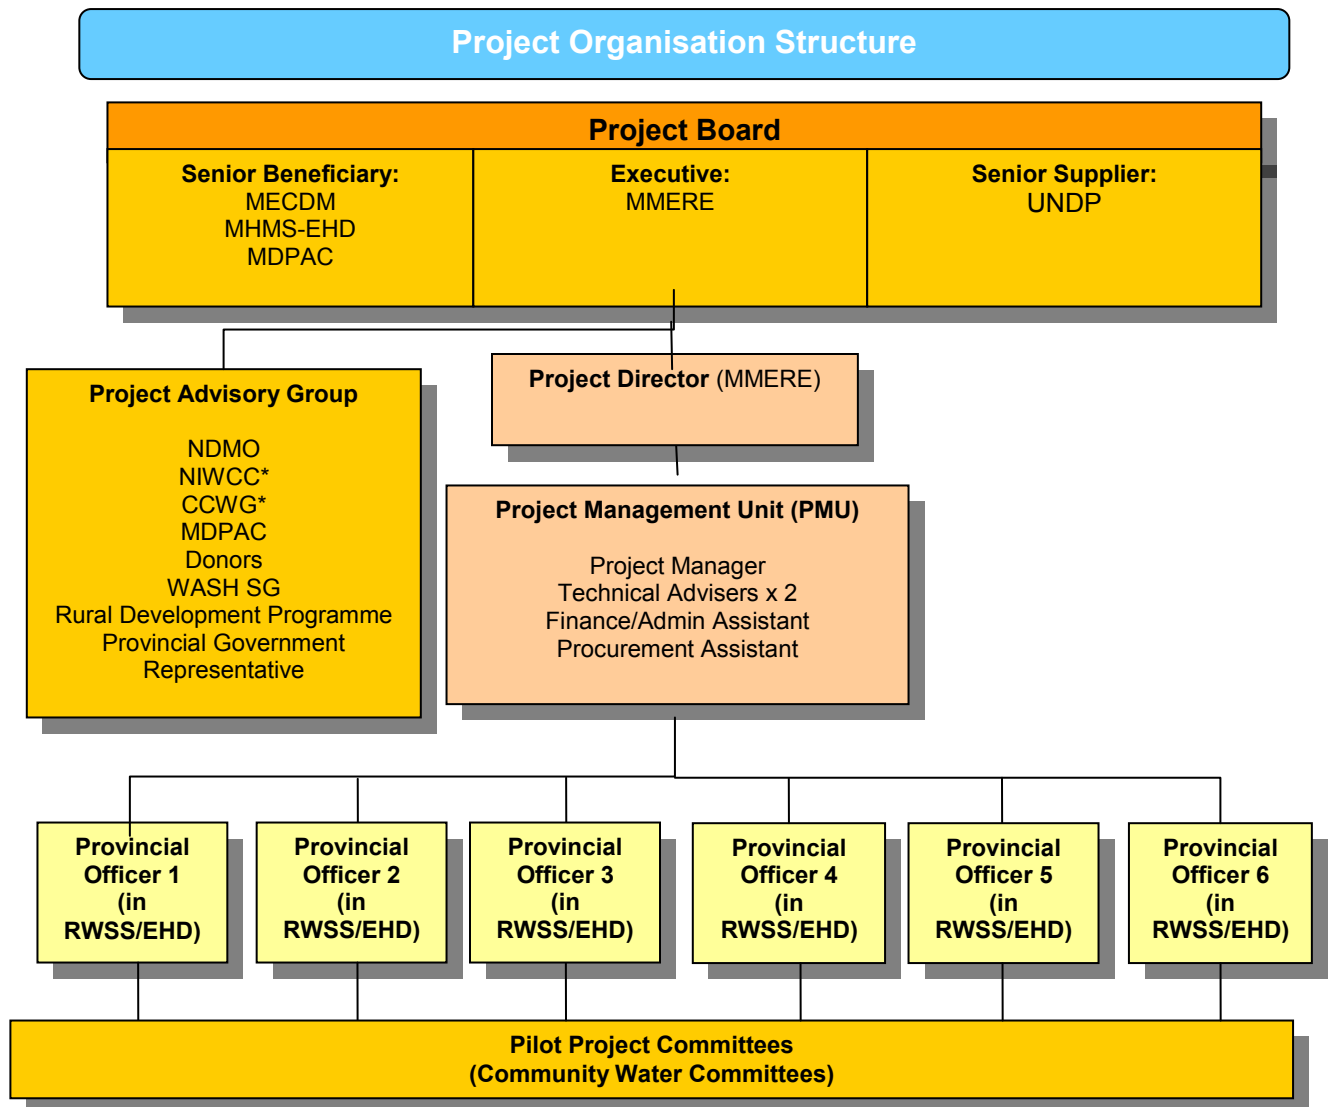 Project Organisation Structure
Project Board
Senior Beneficiary:
MECDM
MHMS-EHD
MDPAC
Executive:
MMERE
Senior Supplier:
UNDP
Project Advisory Group
NDMO
NIWCC*
CCWG*
MDPAC
Donors
WASH SG
Rural Development Programme
Provincial Government
Representative
Project Director (MMERE)
Project Management Unit (PMU)
Project Manager
Technical Advisers x 2
Finance/Admin Assistant
Procurement Assistant
Provincial
Officer 1
(in
RWSS/EHD)
Provincial
Officer 2
(in
RWSS/EHD)
Provincial
Officer 3
(in
RWSS/EHD)
Provincial
Officer 4
(in
RWSS/EHD)
Provincial
Officer 5
(in
RWSS/EHD)
Provincial
Officer 6
(in
RWSS/EHD)
Pilot Project Committees
(Community Water Committees)